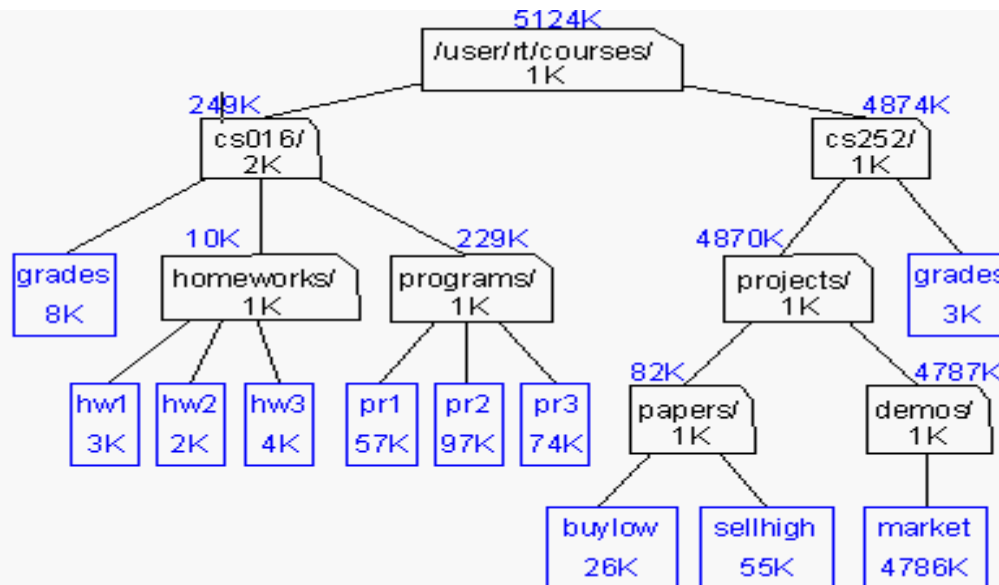 5124K
/user/rt/courses/
1K
249K
4874K
cs016/
2K
cs252/
1K
10K
229K
4870K
grades
8K
homeworks/
1K
programs/
1K
projects/
1K
grades
3K
82K
4787K
hw1
3K
hw2
2K
hw3
4K
pr1
57K
pr2
97K
pr3
74K
papers/
1K
demos/
1K
buylow
26K
sellhigh
55K
market
4786K